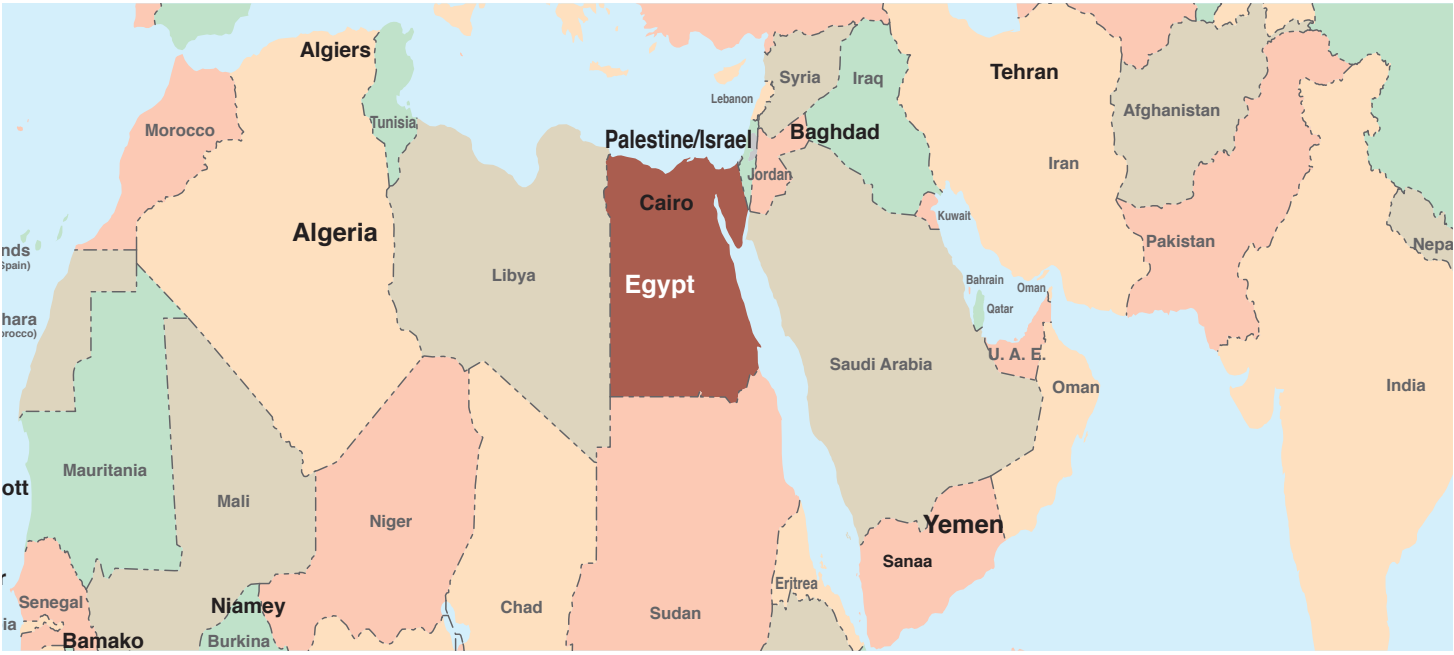 Algiers
Tehran
Syria
Iraq
Lebanon
Afghanistan
Tunisia
Morocco
Palestine/Israel
Baghdad
Iran
Jordan
Cairo
Kuwait
Algeria
Pakistan
Nepa
nds
Spain)
Libya
Egypt
Bahrain
Oman
Qatar
hara
orocco)
U. A. E.
Saudi Arabia
Oman
India
Mauritania
ott
Mali
Niger
Yemen
Sanaa
r
Eritrea
Senegal
Niamey
Chad
Sudan
ia
Bamako
Burkina